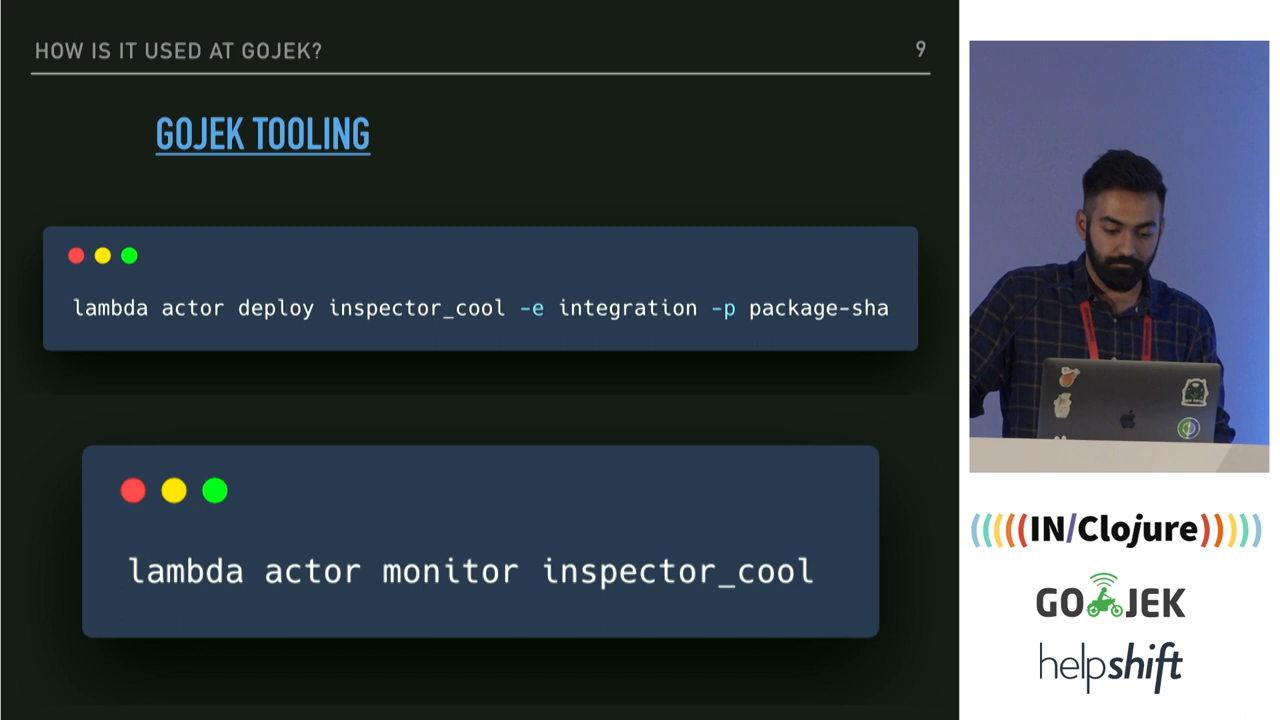 HOW IS IT USED AT GOJEK?
9
GOJEK TOOLING
lambda actor deploy inspector_cool -e integration -p package-sha
lambda actor monitor inspector_cool
(((((IN/Clojure)))))
GOJEK
helpshift